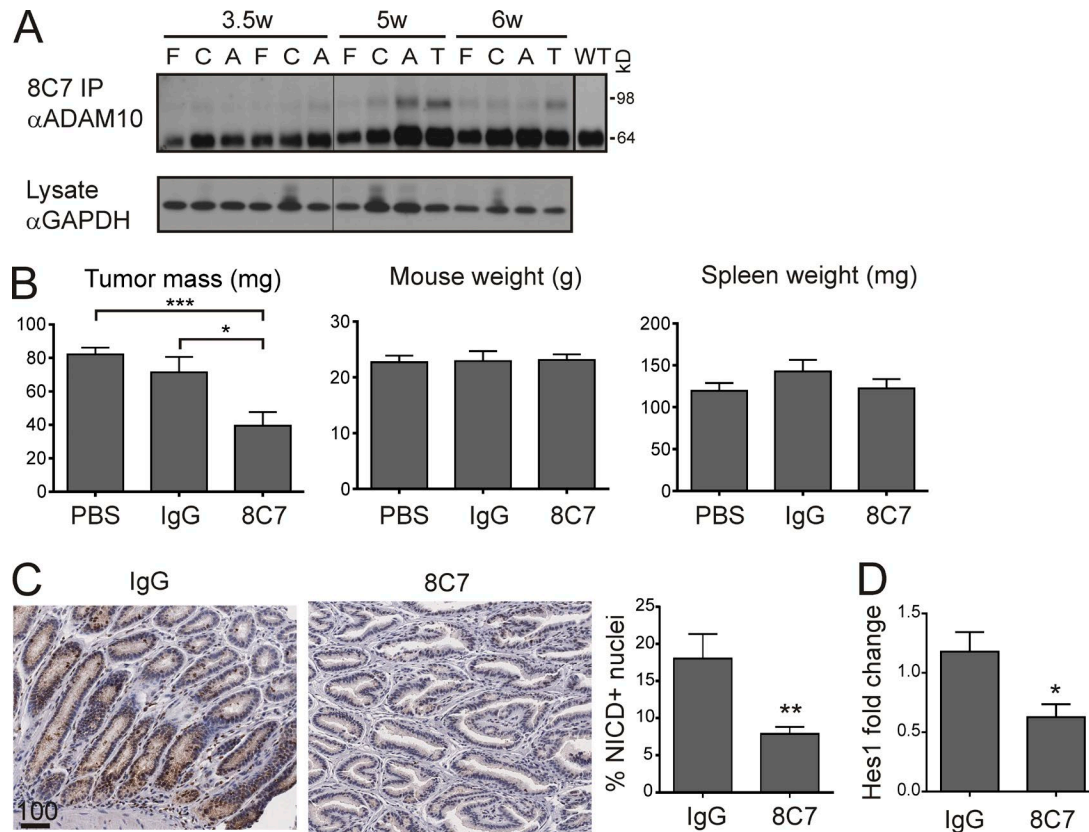 A
3.5w 5w 6w
F C A F C A F C A T F C A T WT kD
8C7 IP
αADAM10
-98
-64
Lysate
αGAPDH
B
Tumor mass (mg)
***
*
100
80
60
40
20
0
PBS IgG 8C7
Mouse weight (g)
30
20
10
0
PBS IgG 8C7
Spleen weight (mg)
200
150
100
50
0
PBS IgG 8C7
C
IgG 8C7
100
% NICD+ nuclei
25
20
15
10
5
0
**
IgG 8C7
D
Hes1 fold change
1.5
1.0
0.5
0.0
*
IgG 8C7